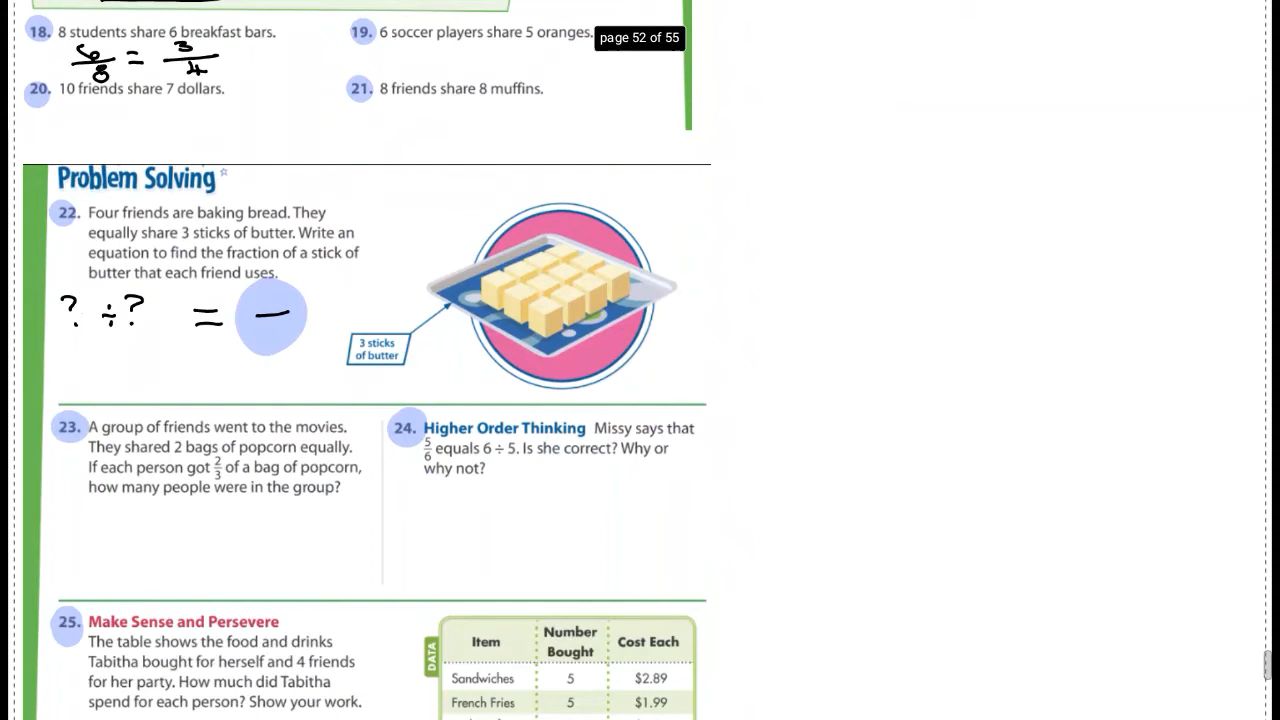 18. 8 students share 6 breakfast bars.
19. 6 soccer players share 5 oranges.
page 52 of 55
6/8 = 3/4
20. 10 friends share 7 dollars.
21. 8 friends share 8 muffins.
Problem Solving
22. Four friends are baking bread. They
equally share 3 sticks of butter. Write an
equation to find the fraction of a stick of
butter that each friend uses.
? ÷ ? = —
3 sticks
of butter
23. A group of friends went to the movies.
They shared 2 bags of popcorn equally.
If each person got 2/3 of a bag of popcorn,
how many people were in the group?
24. Higher Order Thinking Missy says that
5/6 equals 6 ÷ 5. Is she correct? Why or
why not?
25. Make Sense and Persevere
The table shows the food and drinks
Tabitha bought for herself and 4 friends
for her party. How much did Tabitha
spend for each person? Show your work.
DATA
Item Number Bought Cost Each
Sandwiches 5 $2.89
French Fries 5 $1.99